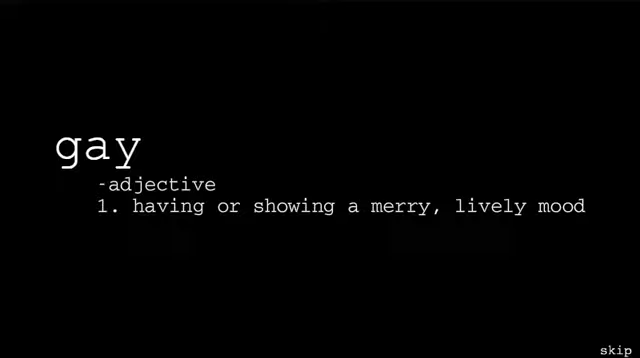 gay
-adjective
1. having or showing a merry, lively mood
skip